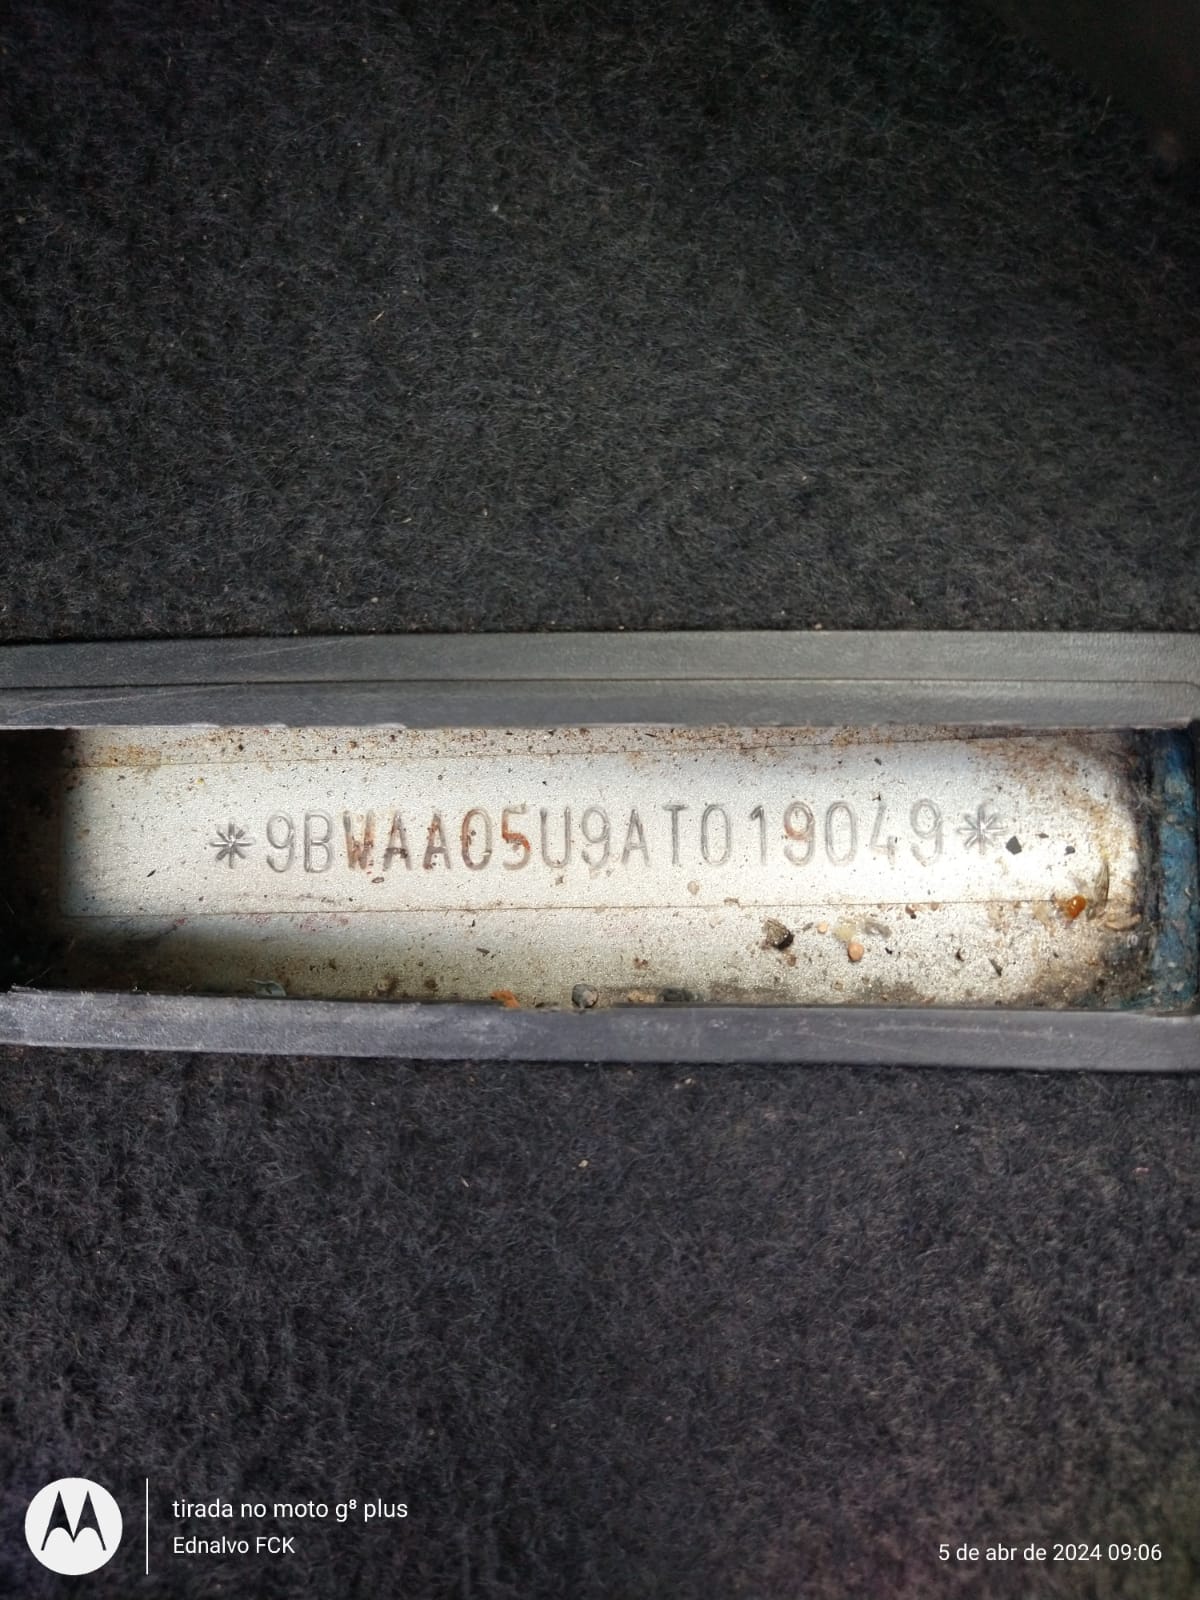 *9BWAA05U9AT019049*
tirada no moto g⁸ plus
Ednalvo FCK
5 de abr de 2024 09:06